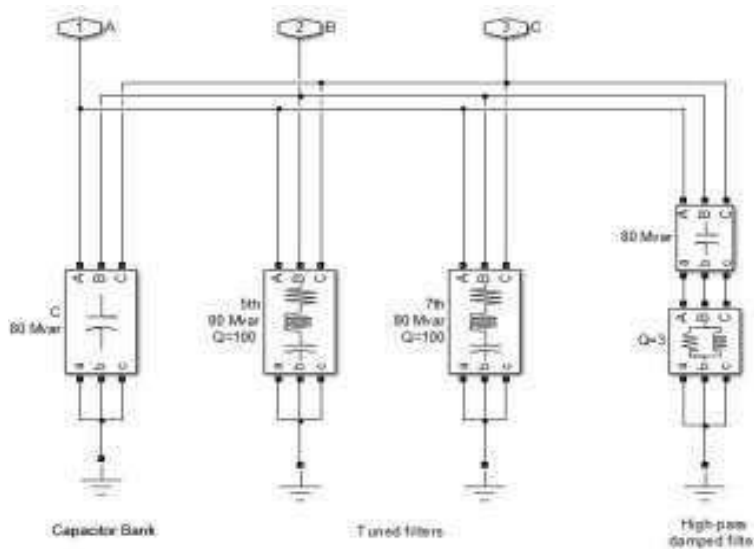 1 A
2 B
3 C
A B C
80 Mvar
a b c
A B C
C
80 Mvar
a b c
A B C
5th
80 Mvar
Q=100
a b c
A B C
7th
80 Mvar
Q=100
a b c
A B C
Q=3
a b c
Capacitor Bank
Tuned filters
High-pass
damped filte